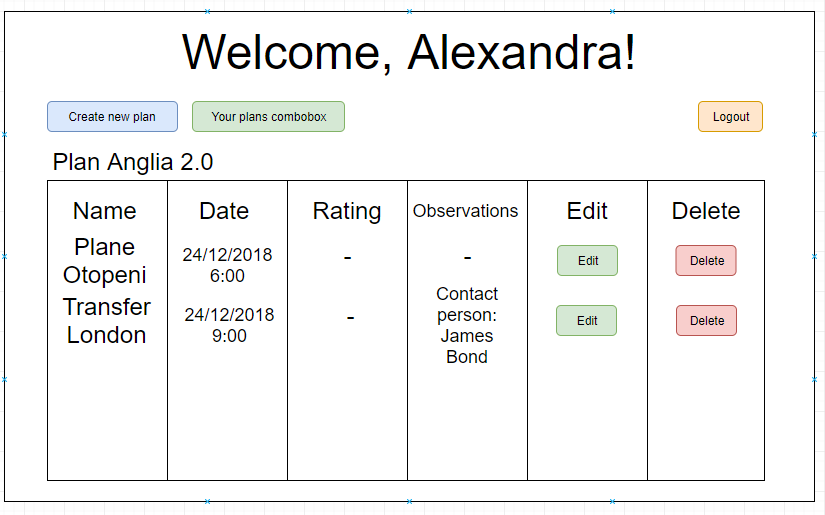 Welcome, Alexandra!
Create new plan
Your plans combobox
Logout
Plan Anglia 2.0
Name
Date
Rating
Observations
Edit
Delete
Plane
Otopeni
24/12/2018
6:00
-
-
Edit
Delete
Transfer
London
24/12/2018
9:00
-
Contact
person:
James
Bond
Edit
Delete